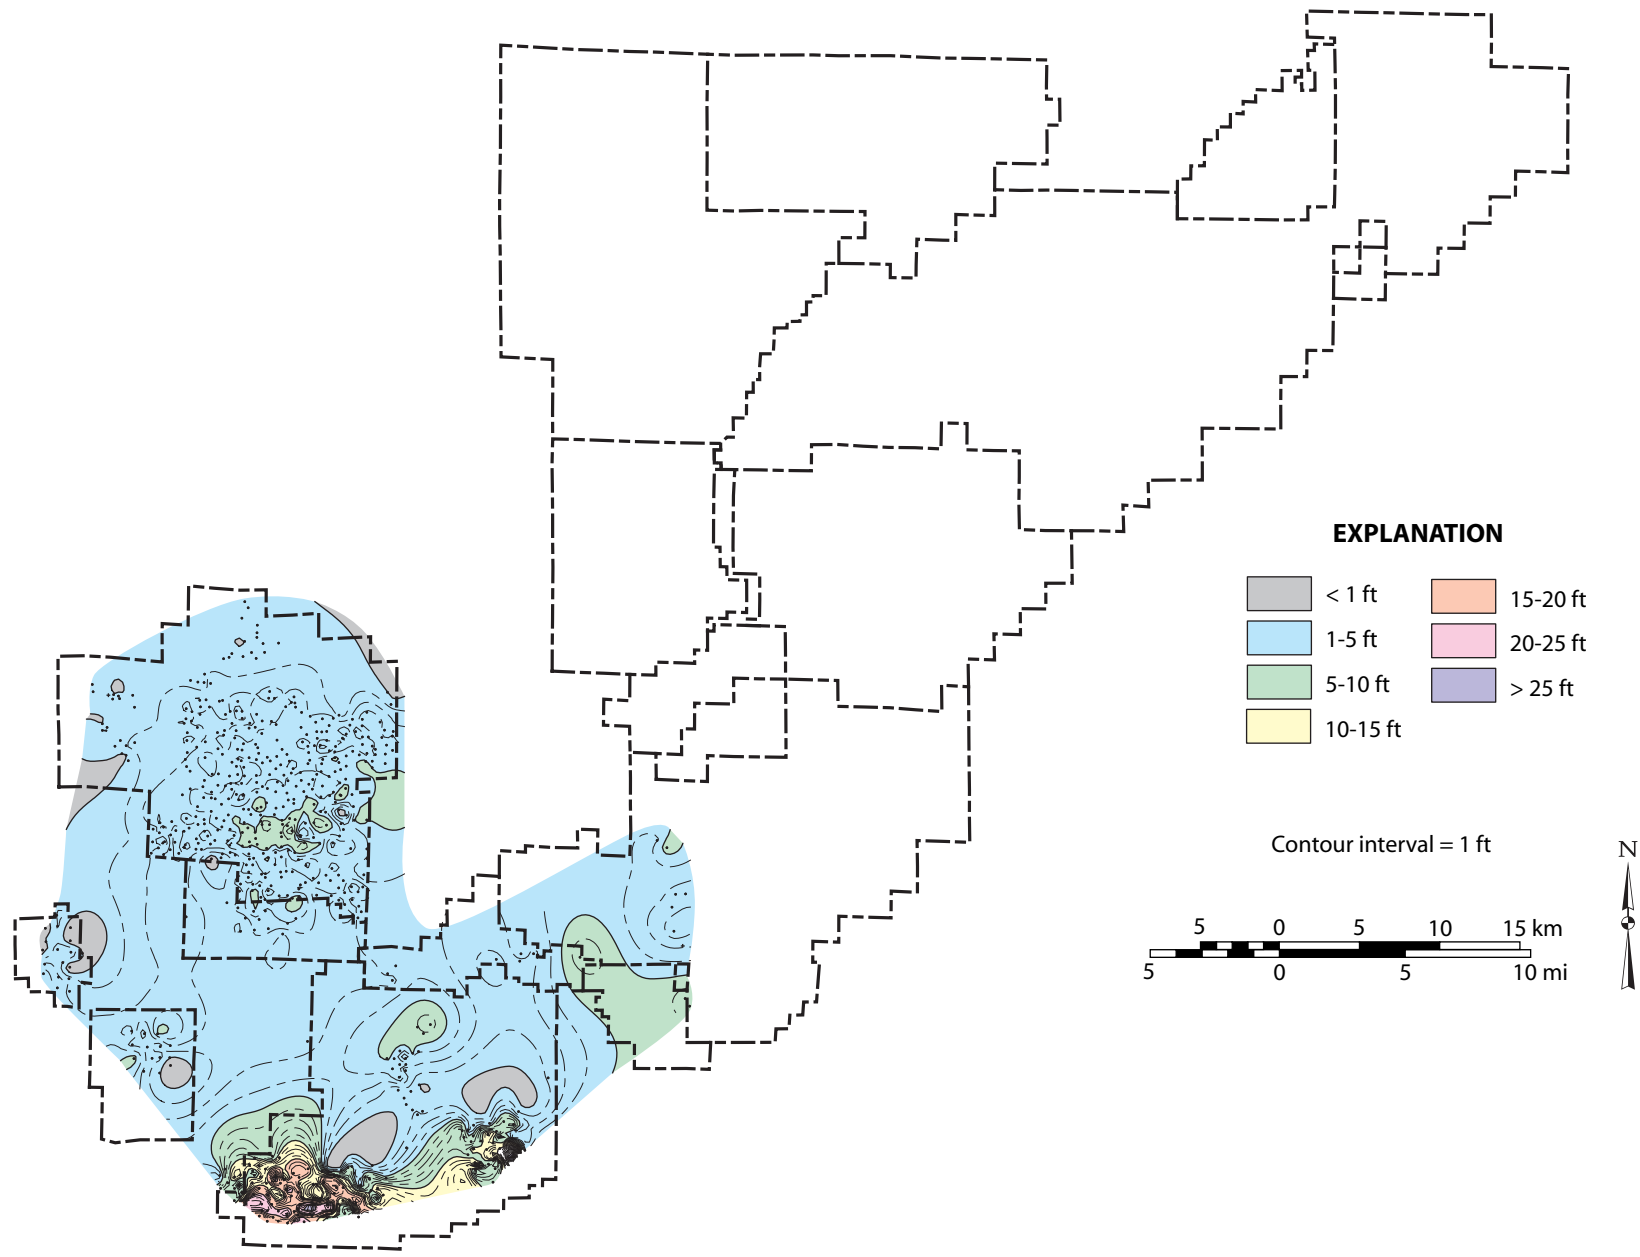 EXPLANATION
< 1 ft
1-5 ft
5-10 ft
10-15 ft
15-20 ft
20-25 ft
> 25 ft
Contour interval = 1 ft
N
5 0 5 10 15 km
5 0 5 10 mi